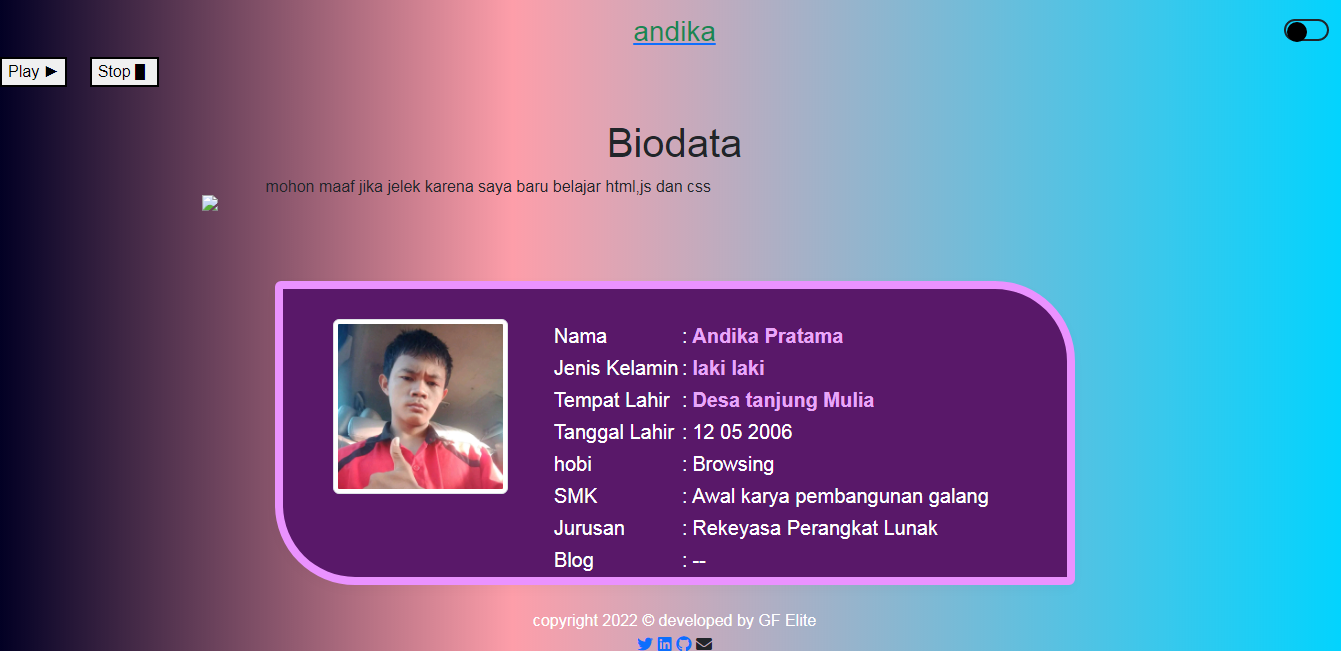 andika
Play ►
Stop █
Biodata
mohon maaf jika jelek karena saya baru belajar html,js dan css
Nama : Andika Pratama
Jenis Kelamin : laki laki
Tempat Lahir : Desa tanjung Mulia
Tanggal Lahir : 12 05 2006
hobi : Browsing
SMK : Awal karya pembangunan galang
Jurusan : Rekeyasa Perangkat Lunak
Blog : --
copyright 2022 © developed by GF Elite